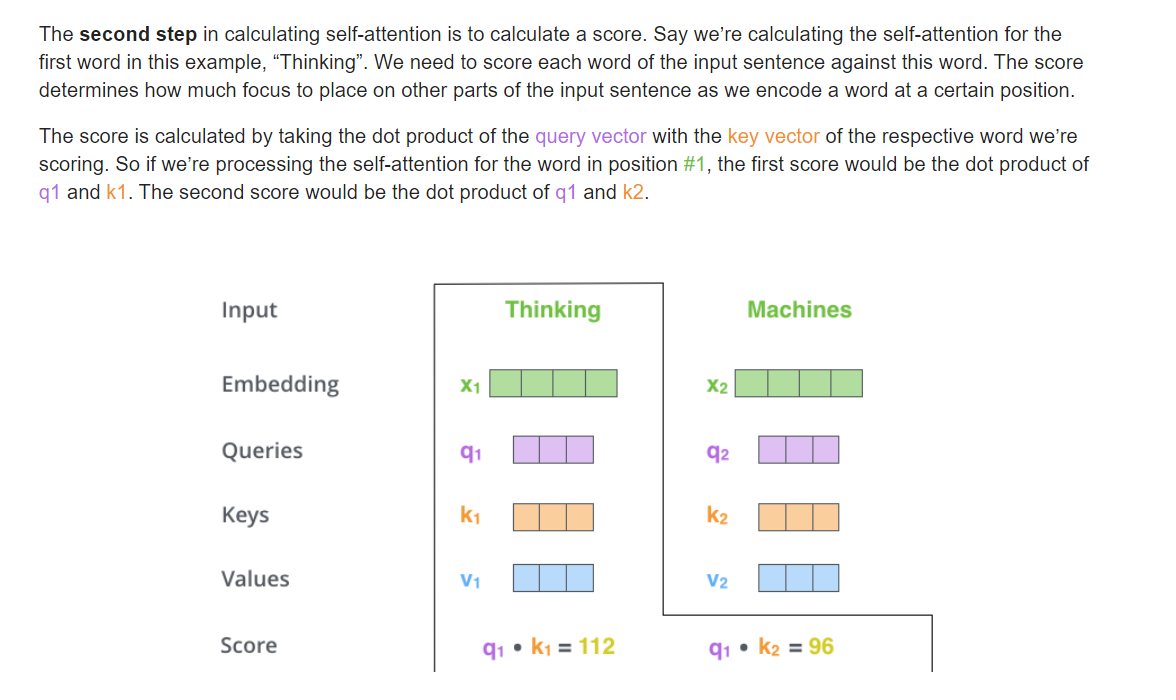 The second step in calculating self-attention is to calculate a score. Say we’re calculating the self-attention for the
first word in this example, “Thinking”. We need to score each word of the input sentence against this word. The score
determines how much focus to place on other parts of the input sentence as we encode a word at a certain position.
The score is calculated by taking the dot product of the query vector with the key vector of the respective word we’re
scoring. So if we’re processing the self-attention for the word in position #1, the first score would be the dot product of
q1 and k1. The second score would be the dot product of q1 and k2.
Input Thinking Machines
Embedding x₁ x₂
Queries q₁ q₂
Keys k₁ k₂
Values v₁ v₂
Score q₁ • k₁ = 112 q₁ • k₂ = 96